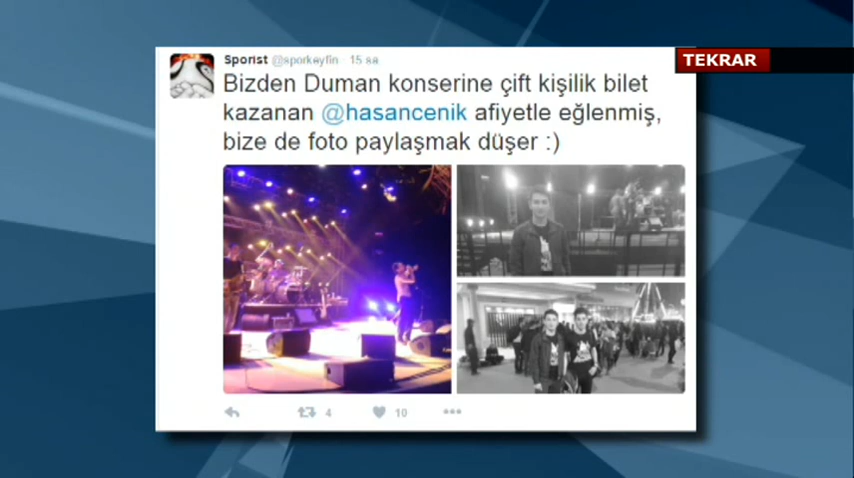 TEKRAR
Sporist @sporkeyfin 15 sa
Bizden Duman konserine çift kişilik bilet
kazanan @hasancenik afiyetle eğlenmiş,
bize de foto paylaşmak düşer :)
4 10